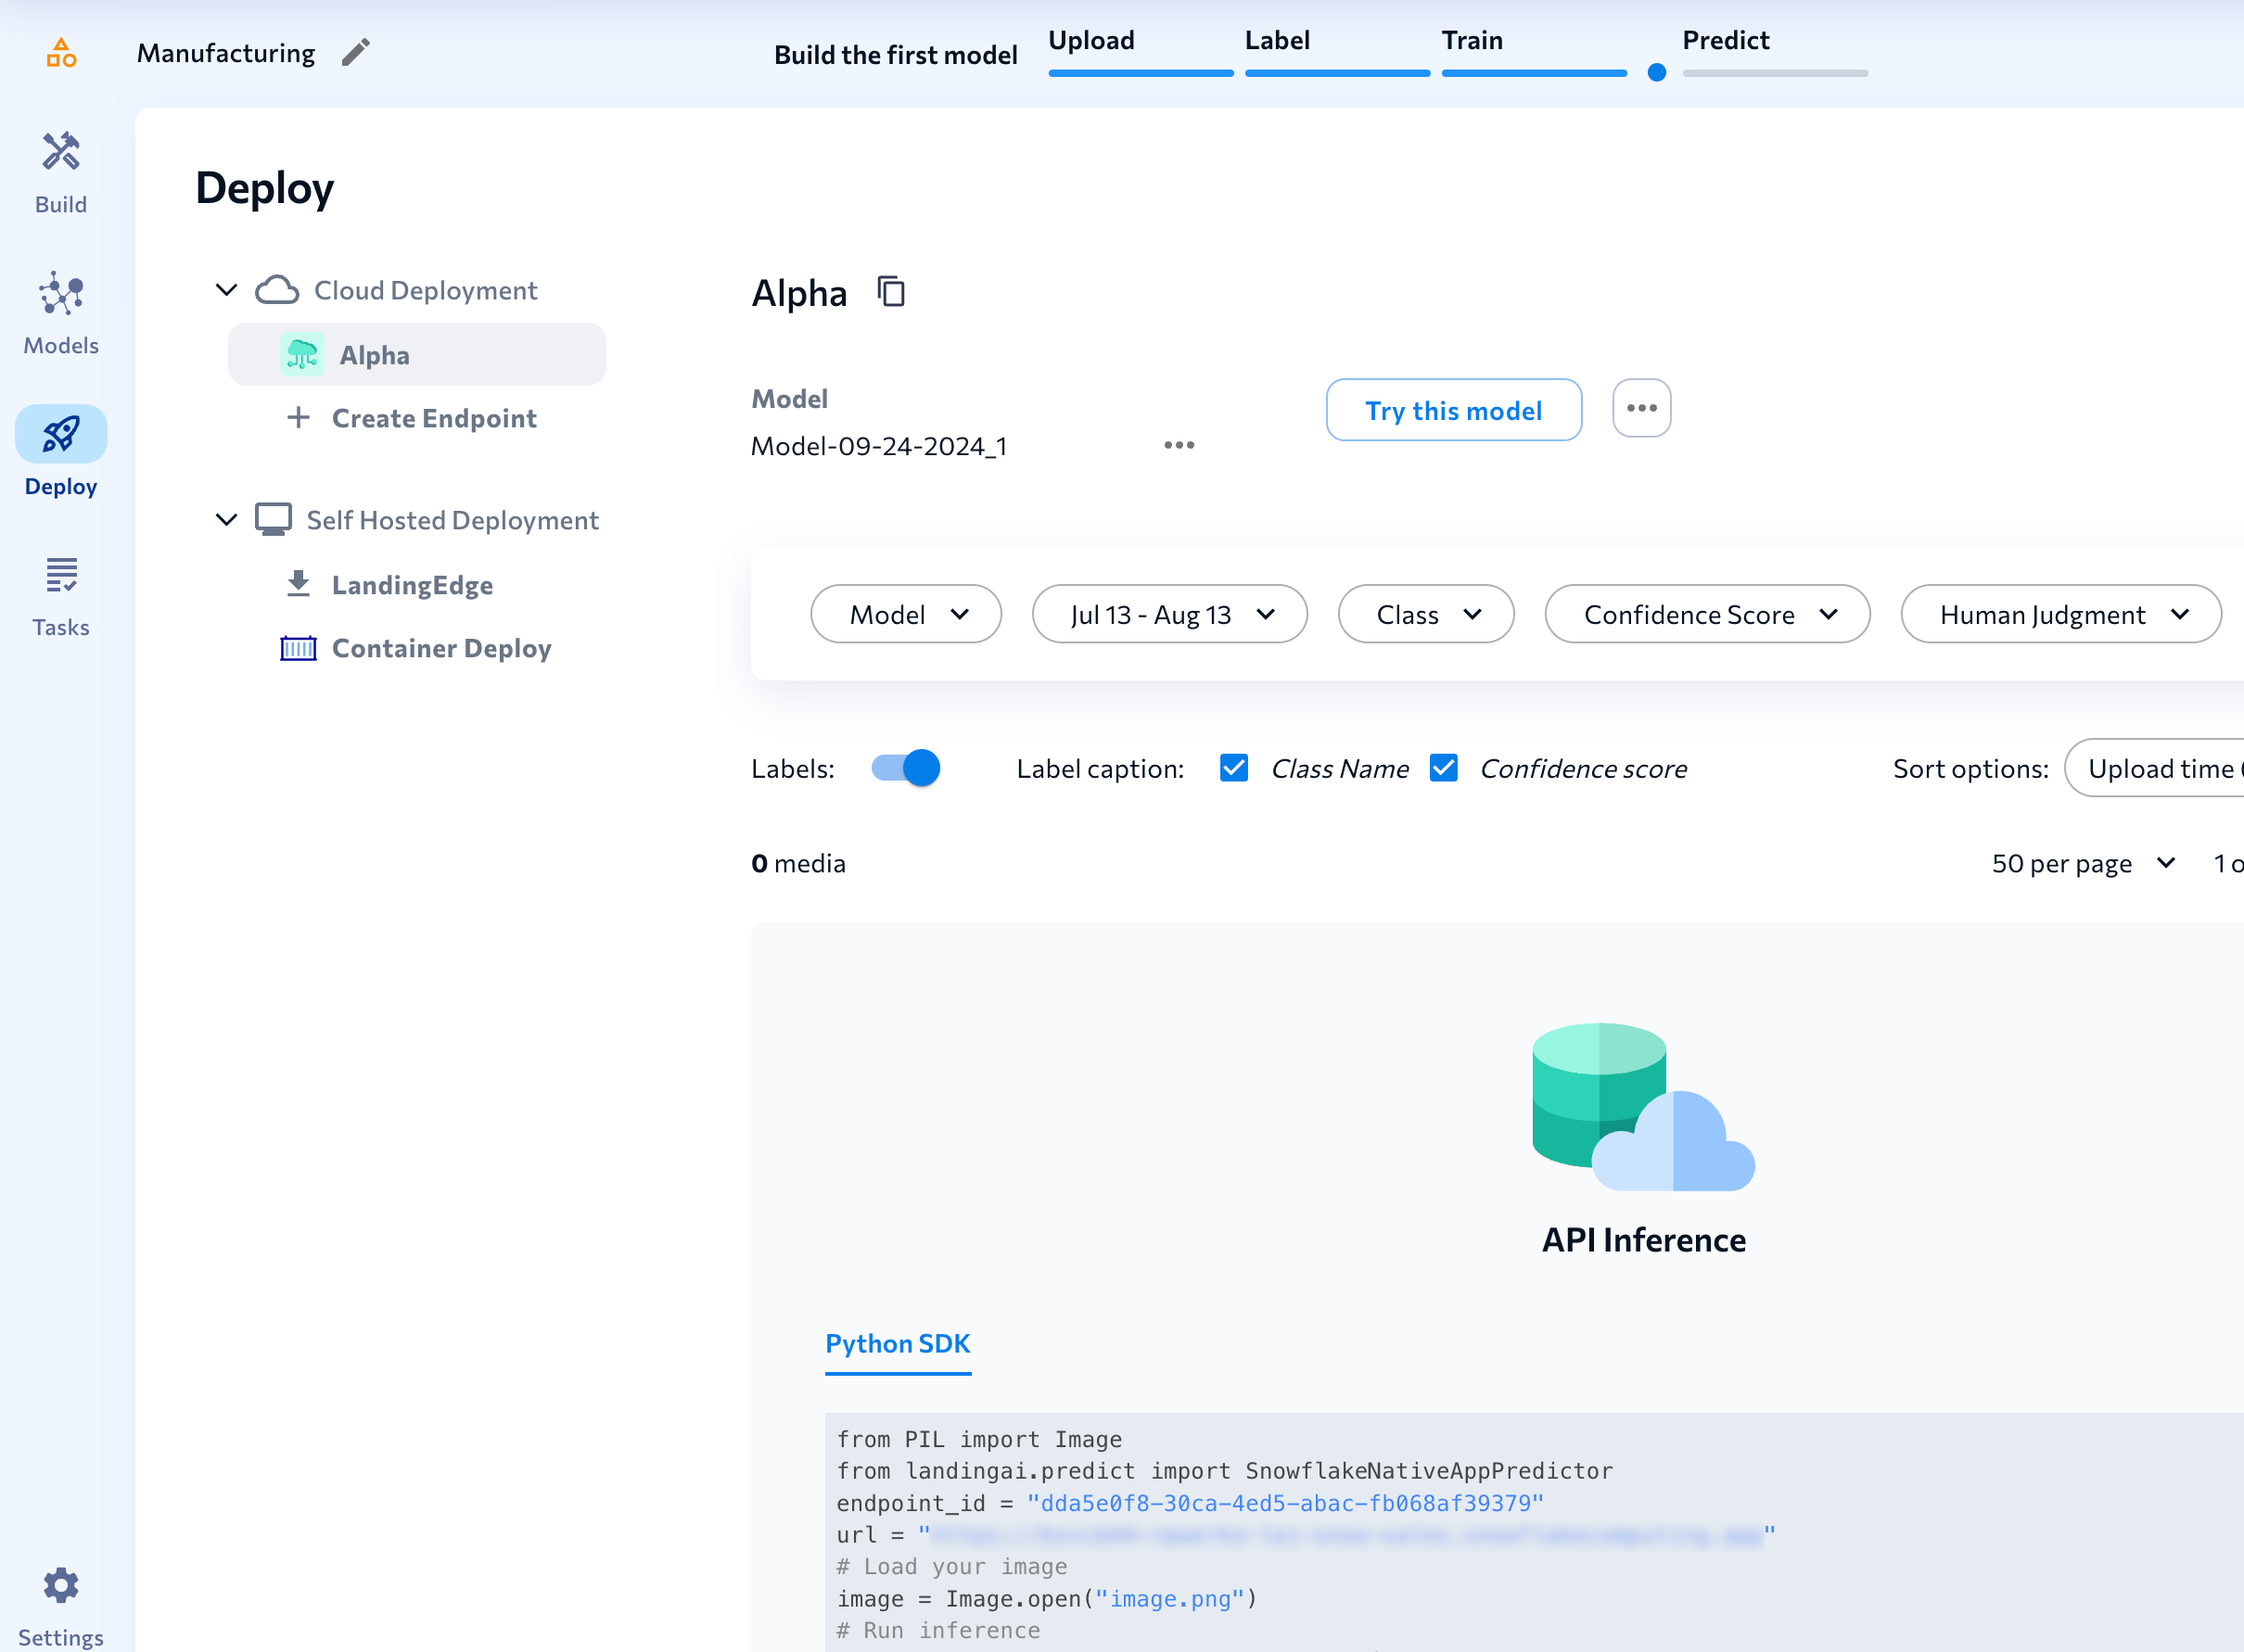 Manufacturing
Build the first model
Upload
Label
Train
Predict
Build
Models
Deploy
Tasks
Settings
Deploy
Cloud Deployment
Alpha
Create Endpoint
Self Hosted Deployment
LandingEdge
Container Deploy
Alpha
Model
Model-09-24-2024_1
Try this model
Model
Jul 13 - Aug 13
Class
Confidence Score
Human Judgment
Labels:
Label caption:
Class Name
Confidence score
Sort options:
Upload time
0 media
50 per page
1
API Inference
Python SDK
from PIL import Image
from landingai.predict import SnowflakeNativeAppPredictor
endpoint_id = "dda5e0f8-30ca-4ed5-abac-fb068af39379"
url = " "
# Load your image
image = Image.open("image.png")
# Run inference